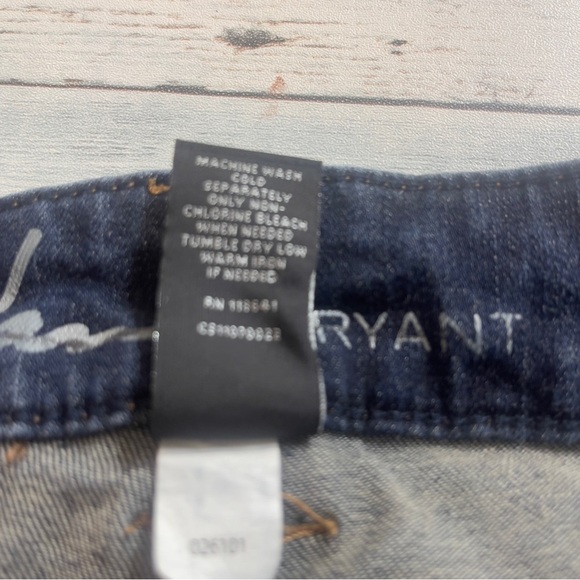 MACHINE WASH
COLD
SEPARATELY
ONLY NON-
CHLORINE BLEACH
WHEN NEEDED
TUMBLE DRY LOW
WARM IRON
IF NEEDED
RYANT
026101